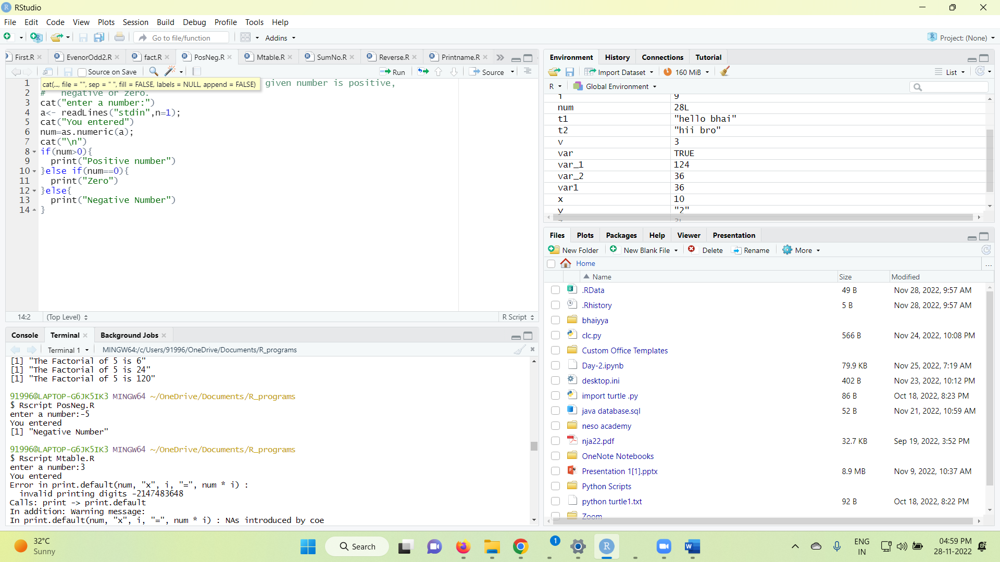 RStudio
File Edit Code View Plots Session Build Debug Profile Tools Help
Go to file/function Addins Project: (None)
First.R EvenorOdd2.R fact.R PosNeg.R Mtable.R SumNo.R Reverse.R Printname.R
Source on Save Run Source
cat(..., file = "", sep = " ", fill = FALSE, labels = NULL, append = FALSE)
1 given number is positive,
2 # negative or zero.
3 cat("enter a number:")
4 a<- readLines("stdin",n=1);
5 cat("You entered")
6 num=as.numeric(a);
7 cat("\n")
8 if(num>0){
9 print("Positive number")
10 }else if(num==0){
11 print("Zero")
12 }else{
13 print("Negative Number")
14 }
14:2 (Top Level) R Script
Console Terminal Background Jobs
Terminal 1 MINGW64:/c/Users/91996/OneDrive/Documents/R_programs
[1] "The Factorial of 5 is 6"
[1] "The Factorial of 5 is 24"
[1] "The Factorial of 5 is 120"
91996@LAPTOP-G6JK5IK3 MINGW64 ~/OneDrive/Documents/R_programs
$ Rscript PosNeg.R
enter a number:-5
You entered
[1] "Negative Number"
91996@LAPTOP-G6JK5IK3 MINGW64 ~/OneDrive/Documents/R_programs
$ Rscript Mtable.R
enter a number:3
You entered
Error in print.default(num, "x", i, "=", num * i) :
invalid printing digits -2147483648
Calls: print -> print.default
In addition: Warning message:
In print.default(num, "x", i, "=", num * i) : NAs introduced by coe
Environment History Connections Tutorial
Import Dataset 160 MiB List
R Global Environment
i 9
num 28L
t1 "hello bhai"
t2 "hii bro"
v 3
var TRUE
var_1 124
var_2 36
var1 36
x 10
y "2"
Files Plots Packages Help Viewer Presentation
New Folder New Blank File Delete Rename More
Home ...
Name Size Modified
.RData 49 B Nov 28, 2022, 9:57 AM
.Rhistory 5 B Nov 28, 2022, 9:57 AM
bhaiyya
clc.py 566 B Nov 24, 2022, 10:08 PM
Custom Office Templates
Day-2.ipynb 79.9 KB Nov 25, 2022, 7:19 AM
desktop.ini 402 B Nov 23, 2022, 10:12 PM
import turtle .py 86 B Oct 18, 2022, 8:23 PM
java database.sql 52 B Nov 21, 2022, 10:59 AM
neso academy
nja22.pdf 32.7 KB Sep 19, 2022, 3:52 PM
OneNote Notebooks
Presentation 1[1].pptx 8.9 MB Nov 9, 2022, 10:37 AM
Python Scripts
python turtle1.txt 92 B Oct 18, 2022, 8:22 PM
Zoom
32°C
Sunny
Search
1
ENG
IN
04:59 PM
28-11-2022